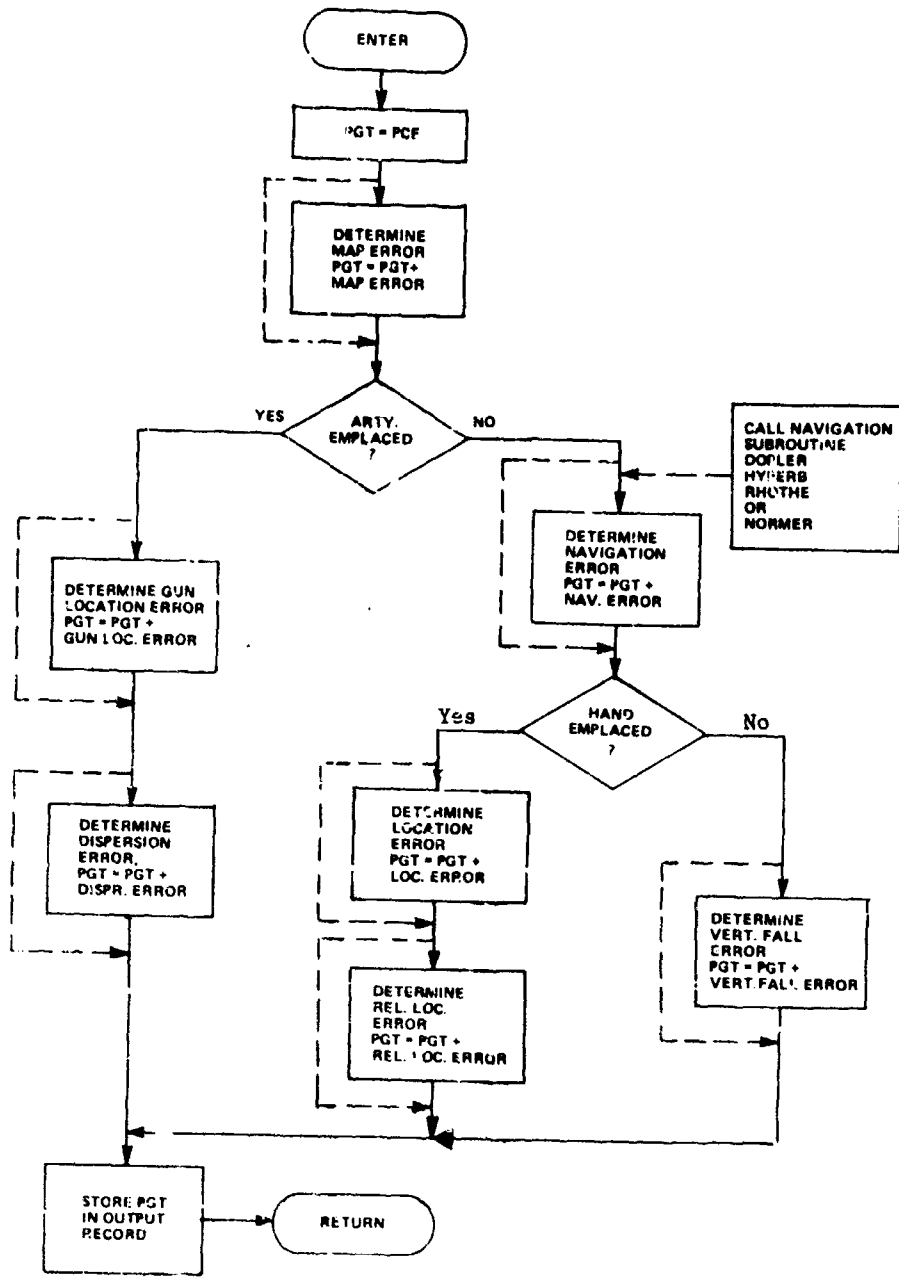 ENTER
PGT = PCF
DETERMINE
MAP ERROR
PGT = PGT+
MAP ERROR
YES
ARTY.
EMPLACED
?
NO
CALL NAVIGATION
SUBROUTINE
DOPLER
HYPERB
RHOTHE
OR
NORMER
DETERMINE
NAVIGATION
ERROR
PGT = PGT +
NAV. ERROR
DETERMINE GUN
LOCATION ERROR
PGT = PGT +
GUN LOC. ERROR
Yes
HAND
EMPLACED
?
No
DETERMINE
DISPERSION
ERROR,
PGT = PGT +
DISPR. ERROR
DETERMINE
LOCATION
ERROR
PGT = PGT +
LOC. ERROR
DETERMINE
VERT. FALL
ERROR
PGT = PGT +
VERT. FALL ERROR
DETERMINE
REL. LOC.
ERROR
PGT = PGT +
REL. LOC. ERROR
STORE PGT
IN OUTPUT
RECORD
RETURN